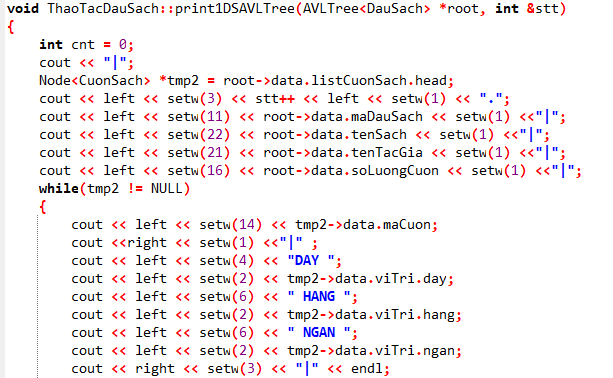 void ThaoTacDauSach::print1DSAVLTree(AVLTree<DauSach> *root, int &stt)
{
    int cnt = 0;
    cout << "|";
    Node<CuonSach> *tmp2 = root->data.listCuonSach.head;
    cout << left << setw(3) << stt++ << left << setw(1) << ".";
    cout << left << setw(11) << root->data.maDauSach << setw(1) <<"|";
    cout << left << setw(22) << root->data.tenSach << setw(1) <<"|";
    cout << left << setw(21) << root->data.tenTacGia << setw(1) <<"|";
    cout << left << setw(16) << root->data.soLuongCuon << setw(1) <<"|";
    while(tmp2 != NULL)
    {
        cout << left << setw(14) << tmp2->data.maCuon;
        cout <<right << setw(1) <<"|" ;
        cout << left << setw(4) << "DAY ";
        cout << left << setw(2) << tmp2->data.viTri.day;
        cout << left << setw(6) << " HANG ";
        cout << left << setw(2) << tmp2->data.viTri.hang;
        cout << left << setw(6) << " NGAN ";
        cout << left << setw(2) << tmp2->data.viTri.ngan;
        cout << right << setw(3) << "|" << endl;